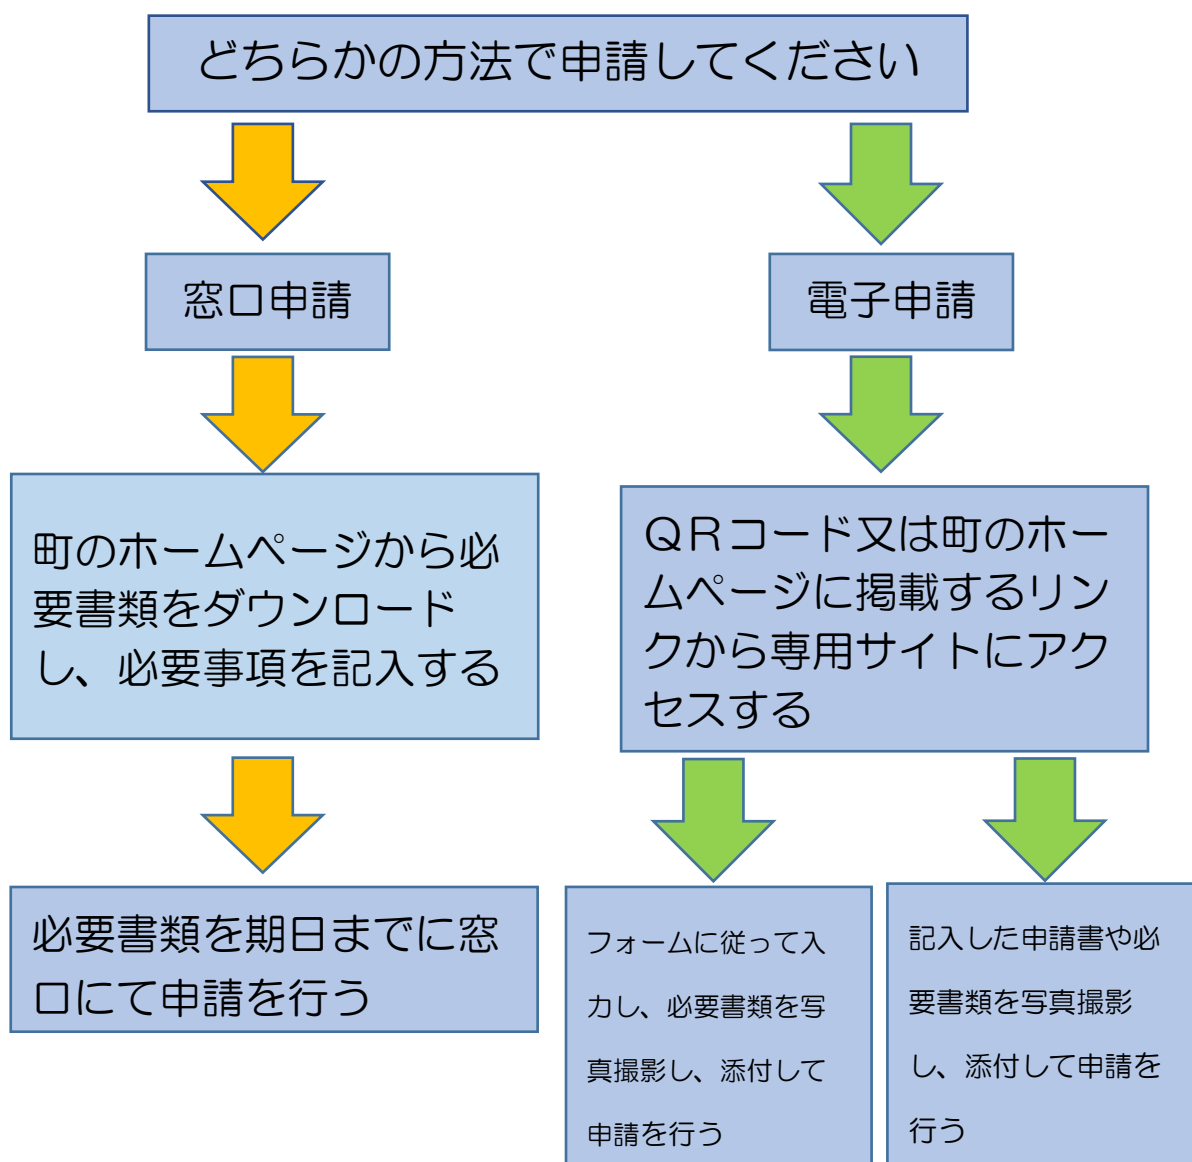 どちらかの方法で申請してください
窓口申請
電子申請
町のホームページから必
要書類をダウンロード
し、必要事項を記入する
ＱＲコード又は町のホー
ムページに掲載するリン
クから専用サイトにアク
セスする
必要書類を期日までに窓
口にて申請を行う
フォームに従って入
力し、必要書類を写
真撮影し、添付して
申請を行う
記入した申請書や必
要書類を写真撮影
し、添付して申請を
行う